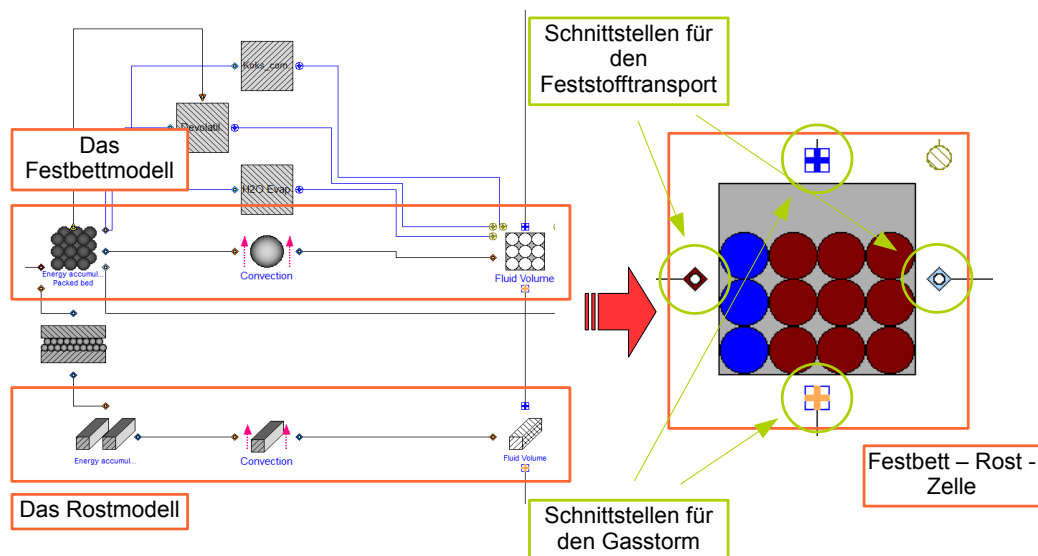 Schnittstellen für
den
Feststofftransport
Koks_com.
Devolatil.
Das
Festbettmodell
H2O Evap
Energy accumul...
Packed bed
Convection
Fluid Volume
Energy accumul...
Convection
Fluid Volume
Das Rostmodell
Festbett – Rost -
Zelle
Schnittstellen für
den Gasstorm